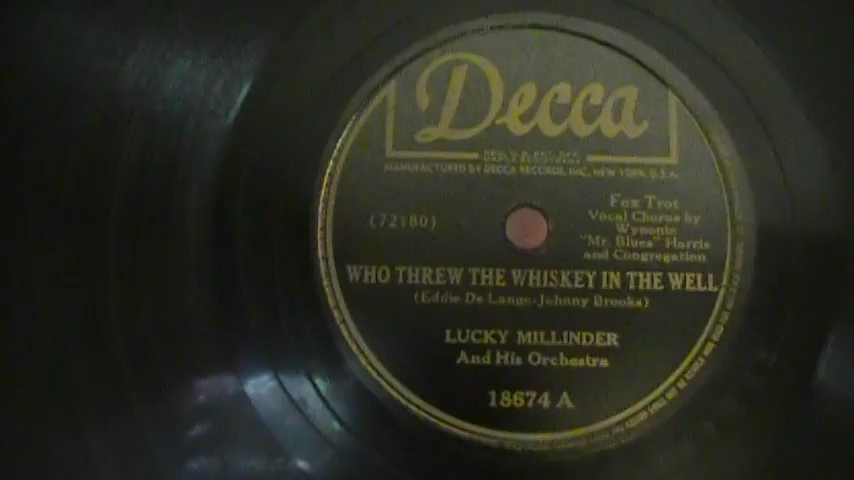 Decca
MANUFACTURED BY DECCA RECORDS, INC., NEW YORK, U.S.A.
Fox Trot
Vocal Chorus by
Wynonie
"Mr. Blues" Harris
and Congregation
(72180)
WHO THREW THE WHISKEY IN THE WELL
(Eddie De Lange-Johnny Brooks)
LUCKY MILLINDER
And His Orchestra
18674 A